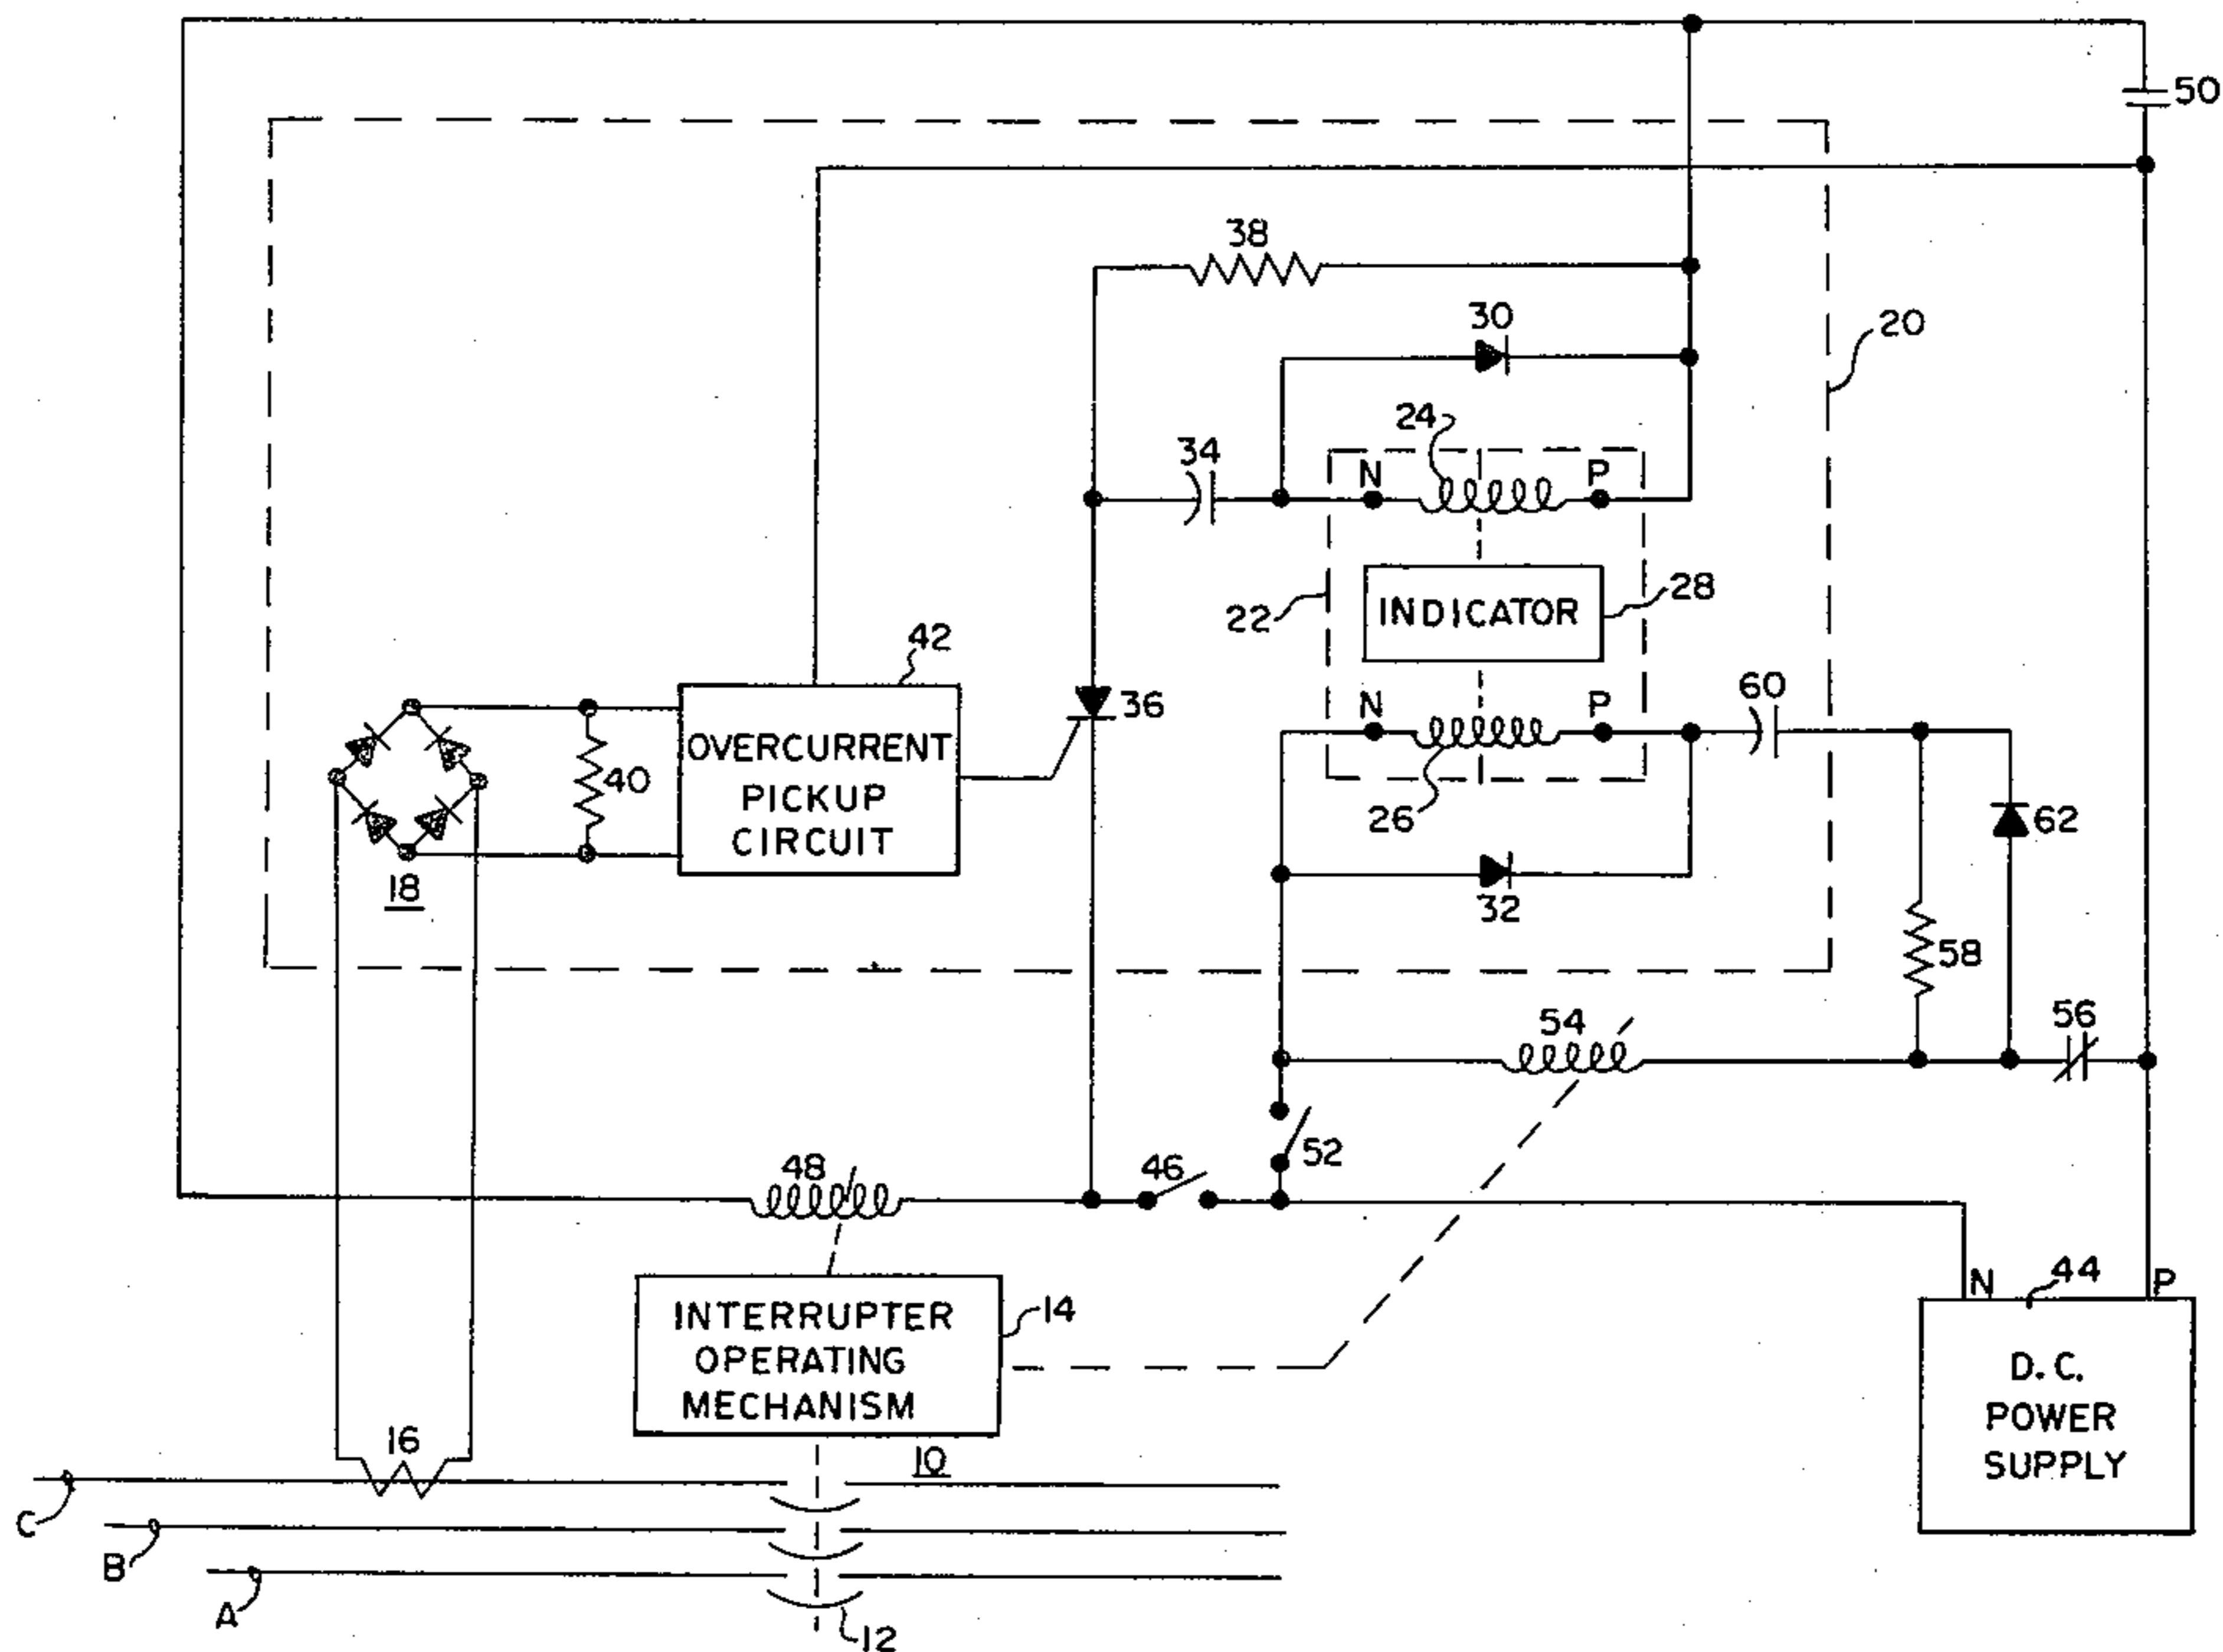 50
38
30
20
24
34
N
P
22
INDICATOR
28
42
36
N
P
60
OVERCURRENT
PICKUP
CIRCUIT
40
26
62
18
32
58
54
56
48
46
52
INTERRUPTER
OPERATING
MECHANISM
14
N
44
P
D.C.
POWER
SUPPLY
16
10
C
B
A
12